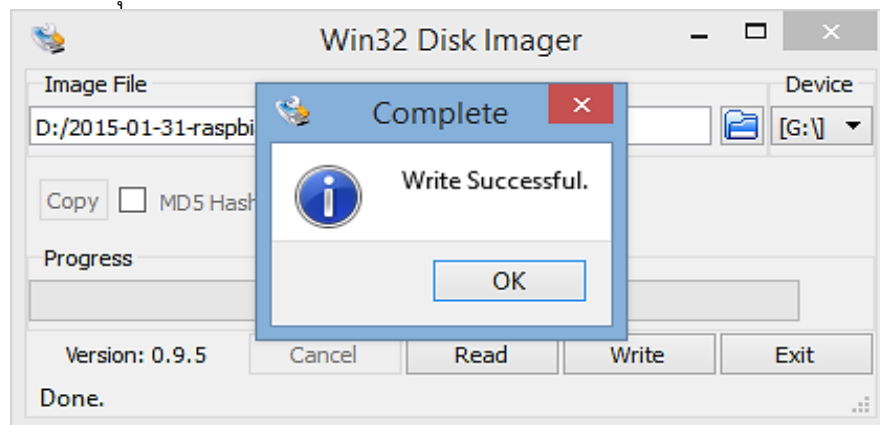 Win32 Disk Imager
Image File
Device
Complete
D:/2015-01-31-raspbi
[G:\]
Write Successful.
Copy
MD5 Hash
Progress
OK
Version: 0.9.5
Cancel
Read
Write
Exit
Done.